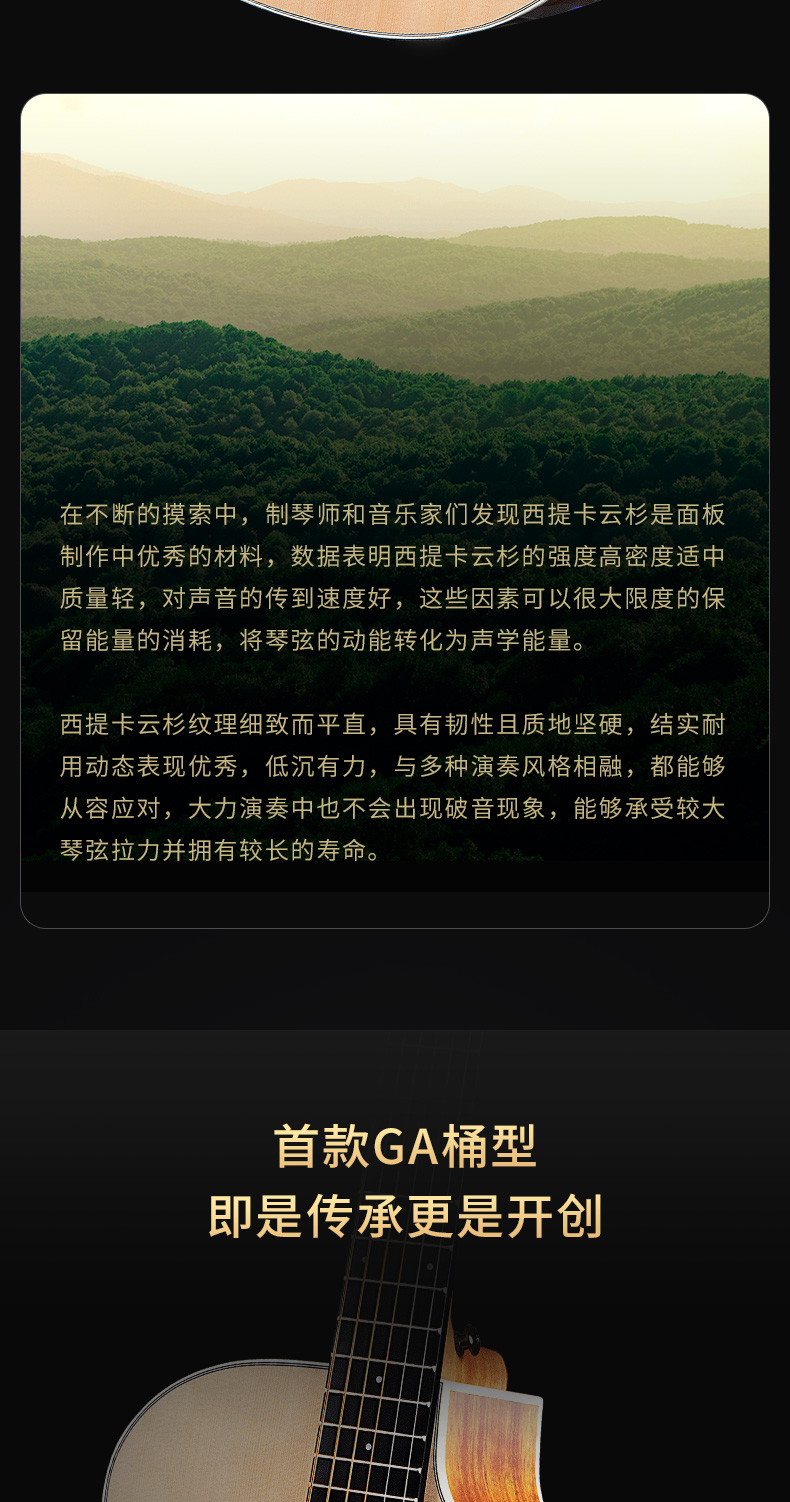 在不断的摸索中，制琴师和音乐家们发现西提卡云杉是面板
制作中优秀的材料，数据表明西提卡云杉的强度高密度适中
质量轻，对声音的传到速度好，这些因素可以很大限度的保
留能量的消耗，将琴弦的动能转化为声学能量。
西提卡云杉纹理细致而平直，具有韧性且质地坚硬，结实耐
用动态表现优秀，低沉有力，与多种演奏风格相融，都能够
从容应对，大力演奏中也不会出现破音现象，能够承受较大
琴弦拉力并拥有较长的寿命。
首款GA桶型
即是传承更是开创